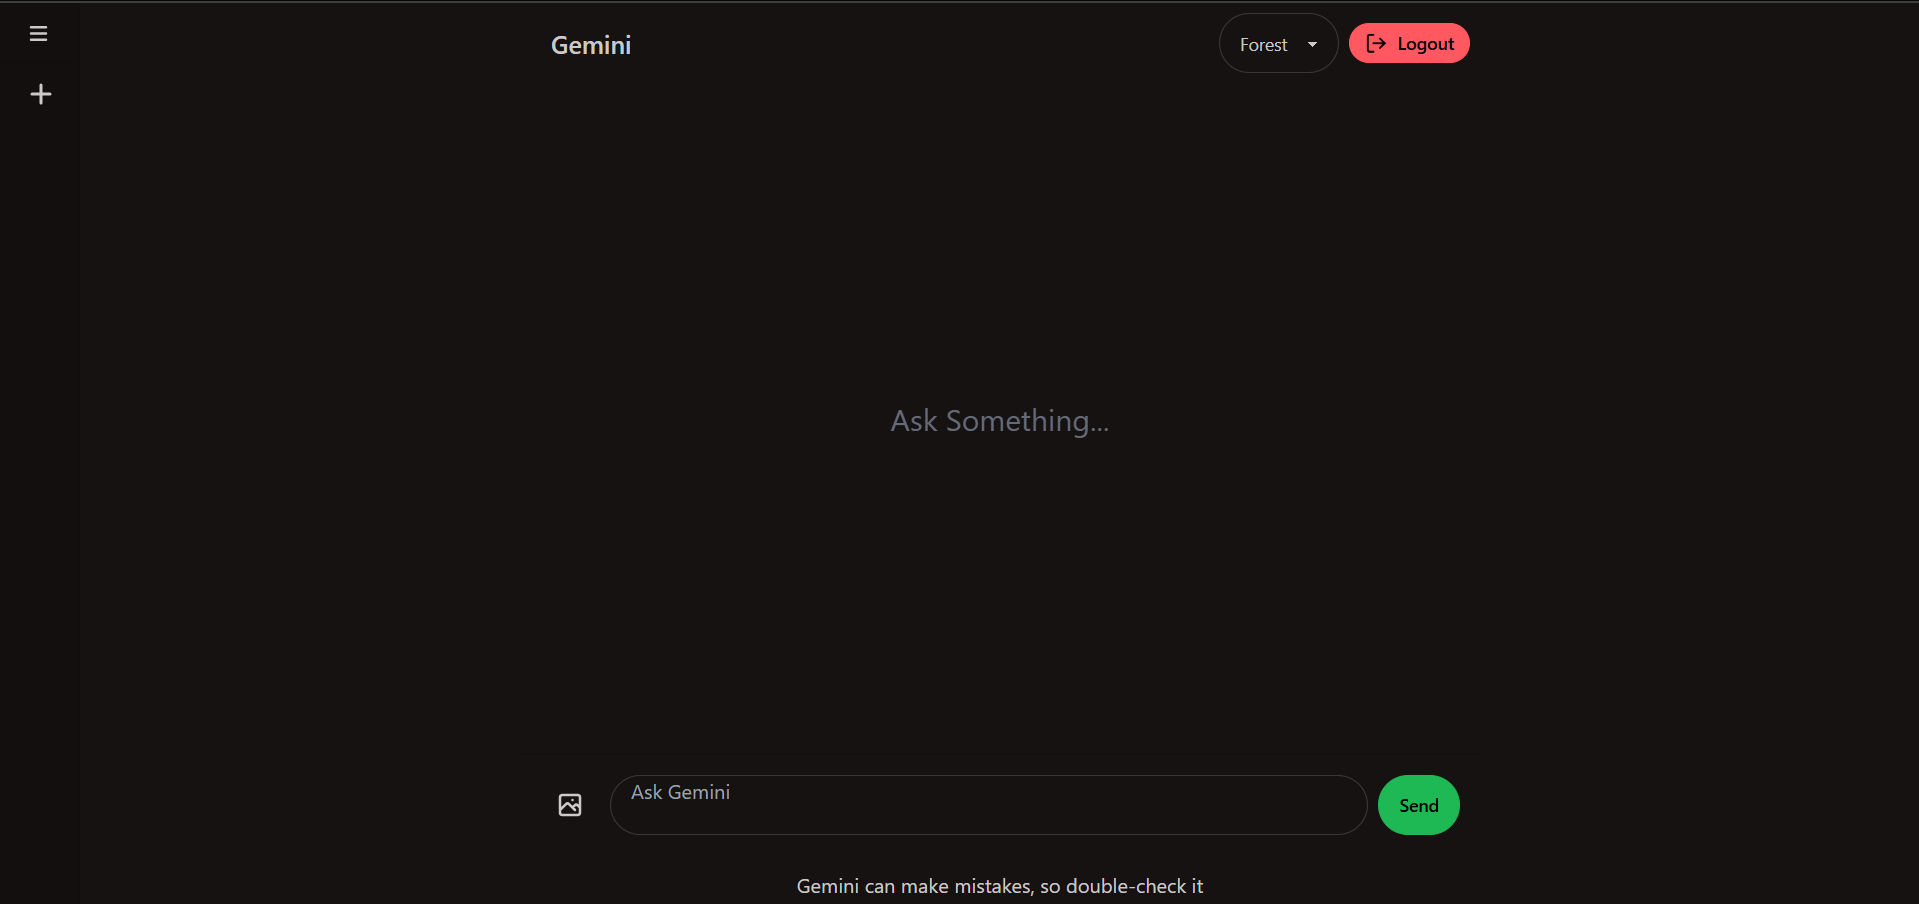 Gemini
Forest
Logout
Ask Something...
Ask Gemini
Send
Gemini can make mistakes, so double-check it